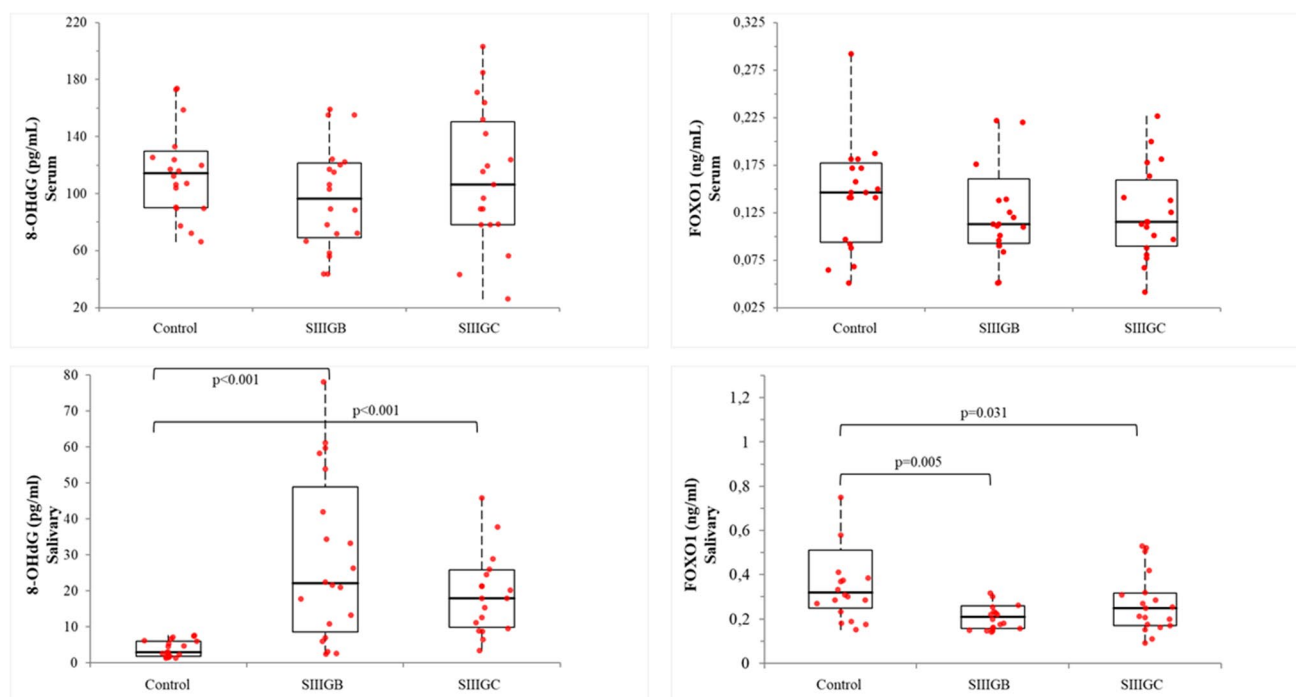 220
180
140
100
60
20
8-OHdG (pg/mL)
Serum
Control
SIIIGB
SIIIGC
0,325
0,275
0,225
0,175
0,125
0,075
0,025
FOXO1 (ng/mL)
Serum
Control
SIIIGB
SIIIGC
80
70
60
50
40
30
20
10
0
8-OHdG (pg/ml)
Salivary
p<0.001
p<0.001
Control
SIIIGB
SIIIGC
1,2
1
0,8
0,6
0,4
0,2
0
FOXO1 (ng/ml)
Salivary
p=0.031
p=0.005
Control
SIIIGB
SIIIGC